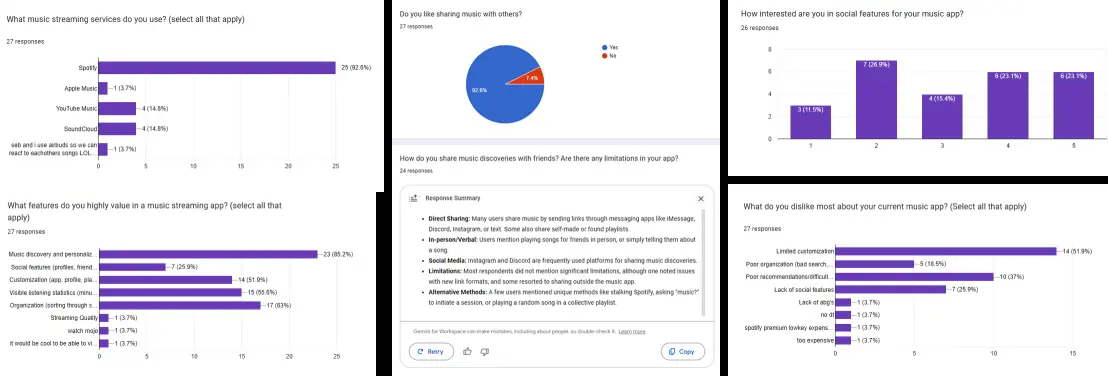 What music streaming services do you use? (select all that apply)
27 responses
Spotify
25 (92.6%)
Apple Music
1 (3.7%)
YouTube Music
4 (14.8%)
SoundCloud
4 (14.8%)
seb and i use airbuds so we can
react to eachothers songs LOL...
1 (3.7%)
0 5 10 15 20 25
What features do you highly value in a music streaming app? (select all that
apply)
27 responses
Music discovery and personaliz...
23 (85.2%)
Social features (profiles, friend...
7 (25.9%)
Customization (app, profile, pla...
14 (51.9%)
Visible listening statistics (minu...
15 (55.6%)
Organization (sorting through s...
17 (63%)
Streaming Quality
1 (3.7%)
watch mojo
1 (3.7%)
it would be cool to be able to vi...
1 (3.7%)
0 5 10 15 20 25
Do you like sharing music with others?
27 responses
Yes
No
7.4%
92.6%
How do you share music discoveries with friends? Are there any limitations in your app?
24 responses
Response Summary
• Direct Sharing: Many users share music by sending links through messaging apps like iMessage,
Discord, Instagram, or text. Some also share self-made or found playlists.
• In-person/Verbal: Users mention playing songs for friends in person, or simply telling them about
a song.
• Social Media: Instagram and Discord are frequently used platforms for sharing music discoveries.
• Limitations: Most respondents did not mention significant limitations, although one noted issues
with new link formats, and some resorted to sharing outside the music app.
• Alternative Methods: A few users mentioned unique methods like stalking Spotify, asking "music?"
to initiate a session, or playing a random song in a collective playlist.
Gemini for Workspace can make mistakes, including about people, so double-check it. Learn more
Retry
Copy
How interested are you in social features for your music app?
26 responses
8
6
4
2
0
3 (11.5%)
7 (26.9%)
4 (15.4%)
6 (23.1%)
6 (23.1%)
1 2 3 4 5
What do you dislike most about your current music app? (Select all that apply)
27 responses
Limited customization
14 (51.9%)
Poor organization (bad search,...
5 (18.5%)
Poor recommendations/difficult...
10 (37%)
Lack of social features
7 (25.9%)
Lack of abg's
1 (3.7%)
no dt
1 (3.7%)
spotify premium lowkey expens...
1 (3.7%)
too expensive
1 (3.7%)
0 5 10 15